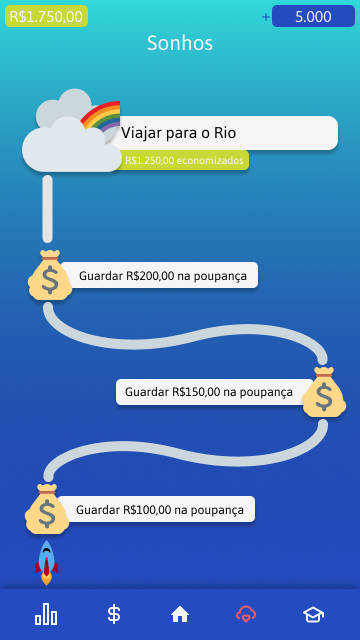 R$1.750,00
+ 5.000
Sonhos
Viajar para o Rio
R$1.250,00 economizados
$
Guardar R$200,00 na poupança
Guardar R$150,00 na poupança
$
$
Guardar R$100,00 na poupança
$